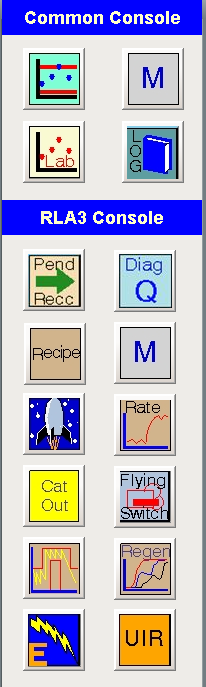 Common Console
M
Lab
LOG
RLA3 Console
Pend
Recc
Diag
Q
Recipe
M
Rate
Cat
Out
Flying
Switch
Regen
E
UIR